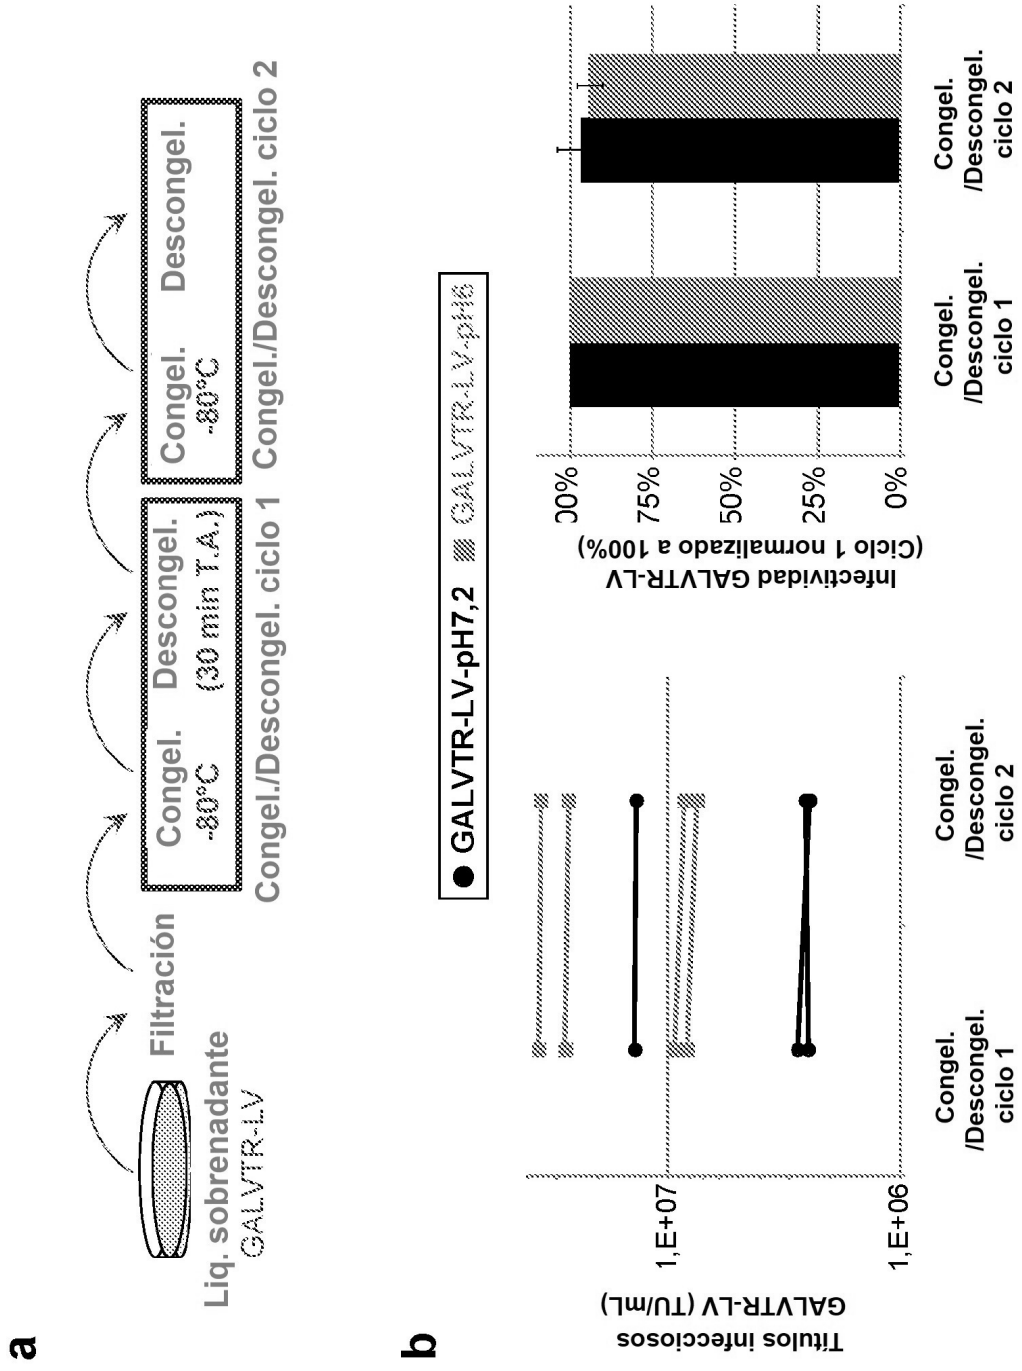 a
Liq. sobrenadante
GALVTR-LV
Filtración
Congel.
-80°C
Descongel.
(30 min T.A.)
Congel./Descongel. ciclo 1
Congel.
-80°C
Descongel.
Congel./Descongel. ciclo 2
b
GALVTR-LV-pH7,2
GALVTR-LV-pH6
Títulos infecciosos
GALVTR-LV (TU/mL)
1,E+07
1,E+06
Congel.
/Descongel.
ciclo 1
Congel.
/Descongel.
ciclo 2
Infectividad GALVTR-LV
(Ciclo 1 normalizado a 100%)
00%
75%
50%
25%
0%
Congel.
/Descongel.
ciclo 1
Congel.
/Descongel.
ciclo 2